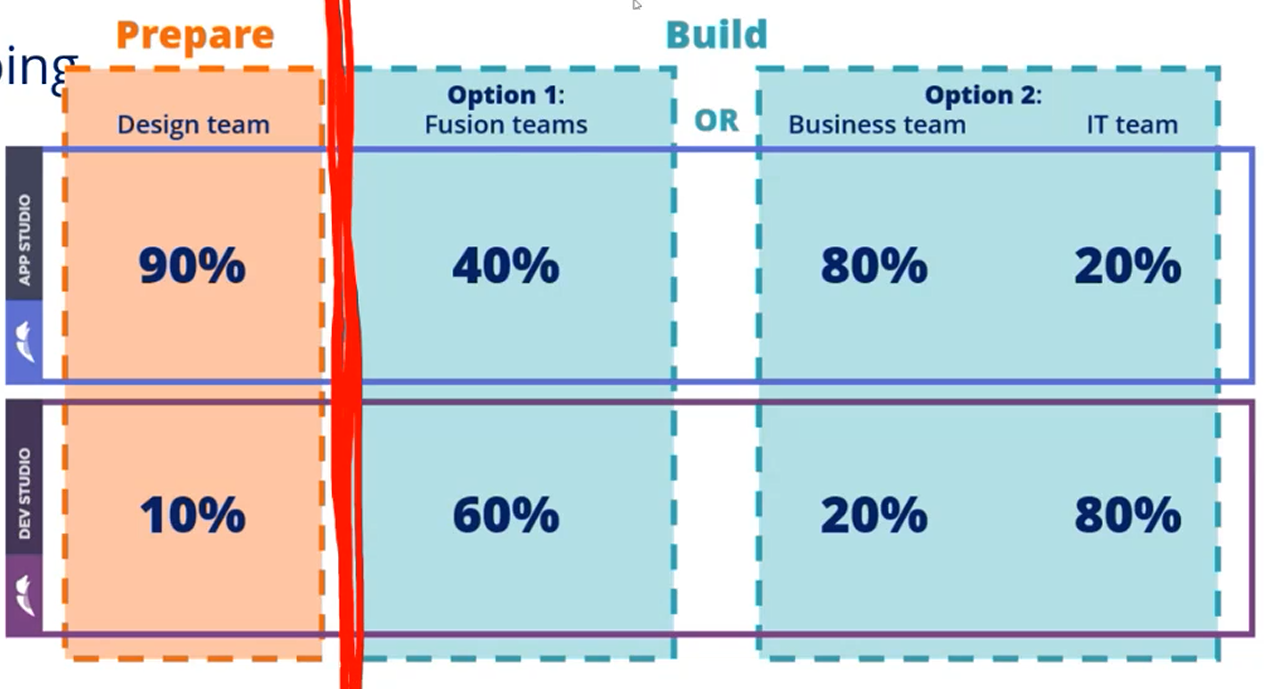 Prepare
Build
Option 1:
Fusion teams
OR
Option 2:
Design team
Business team
IT team
APP STUDIO
90%
40%
80%
20%
DEV STUDIO
10%
60%
20%
80%